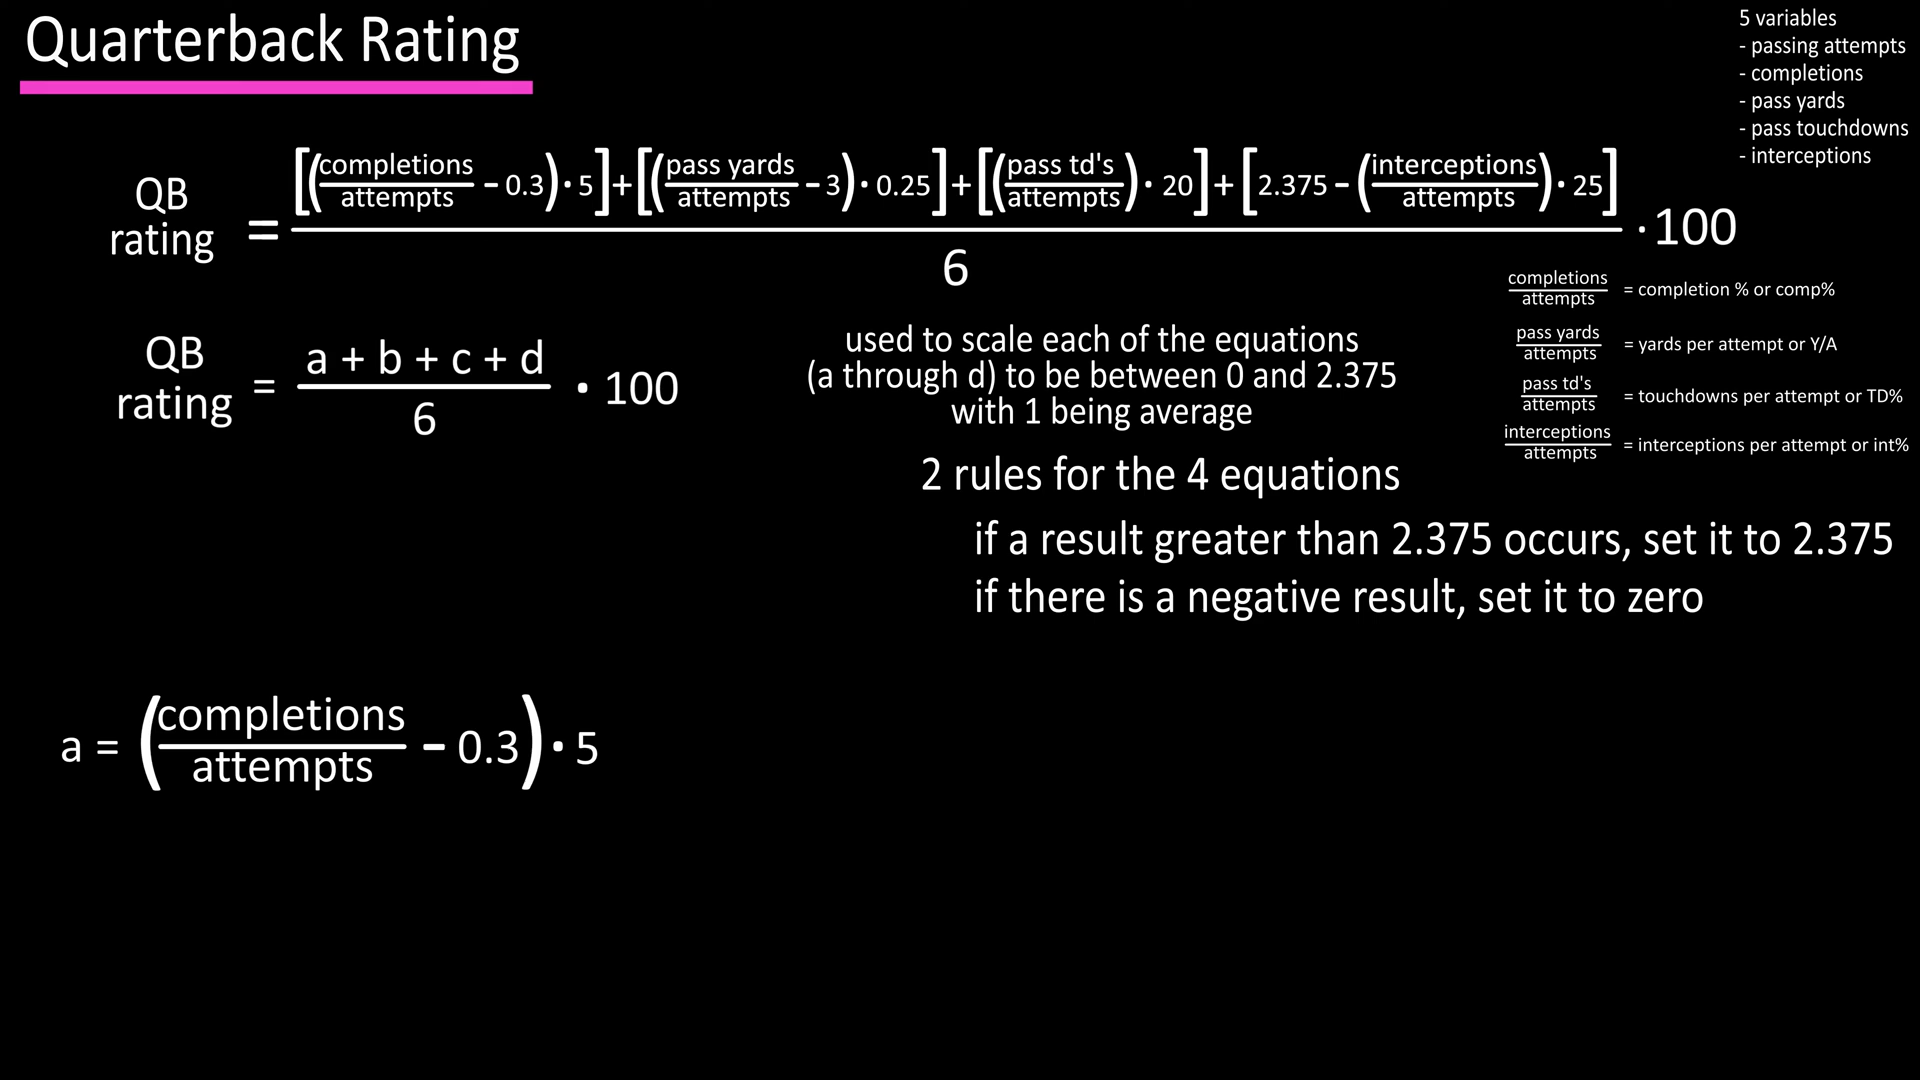 Quarterback Rating
5 variables
- passing attempts
- completions
- pass yards
- pass touchdowns
- interceptions
QB rating = [(completions/attempts − 0.3) · 5] + [(pass yards/attempts − 3) · 0.25] + [(pass td's/attempts) · 20] + [2.375 − (interceptions/attempts) · 25] / 6 · 100
completions/attempts = completion % or comp%
pass yards/attempts = yards per attempt or Y/A
pass td's/attempts = touchdowns per attempt or TD%
interceptions/attempts = interceptions per attempt or int%
QB rating = a + b + c + d / 6 · 100
used to scale each of the equations
(a through d) to be between 0 and 2.375
with 1 being average
2 rules for the 4 equations
if a result greater than 2.375 occurs, set it to 2.375
if there is a negative result, set it to zero
a = (completions/attempts − 0.3) · 5